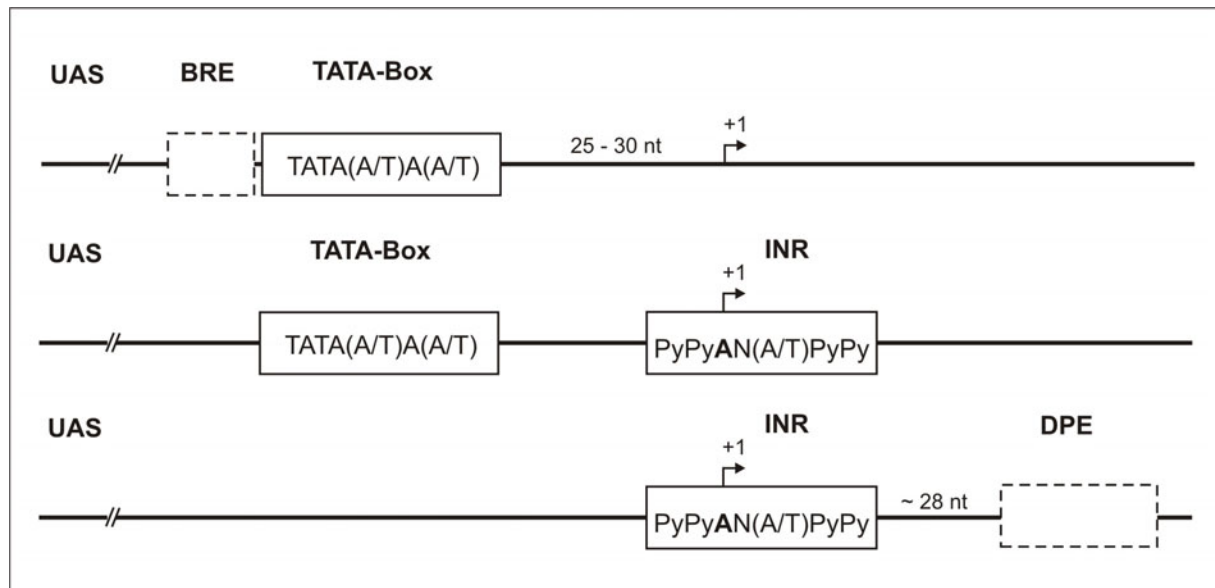 UAS BRE TATA-Box
+1
25 - 30 nt
TATA(A/T)A(A/T)
UAS TATA-Box INR
+1
TATA(A/T)A(A/T) PyPyAN(A/T)PyPy
UAS INR DPE
+1
~ 28 nt
PyPyAN(A/T)PyPy